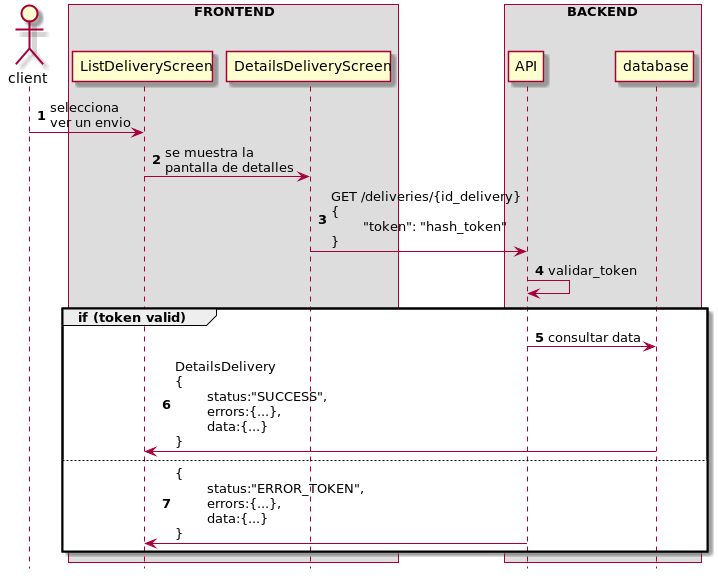 FRONTEND
BACKEND
client
ListDeliveryScreen
DetailsDeliveryScreen
API
database
1 selecciona
ver un envio
2 se muestra la
pantalla de detalles
GET /deliveries/{id_delivery}
{
3 "token": "hash_token"
}
4 validar_token
if (token valid)
5 consultar data
DetailsDelivery
{
status:"SUCCESS",
6 errors:{...},
data:{...}
}
{
status:"ERROR_TOKEN",
7 errors:{...},
data:{...}
}